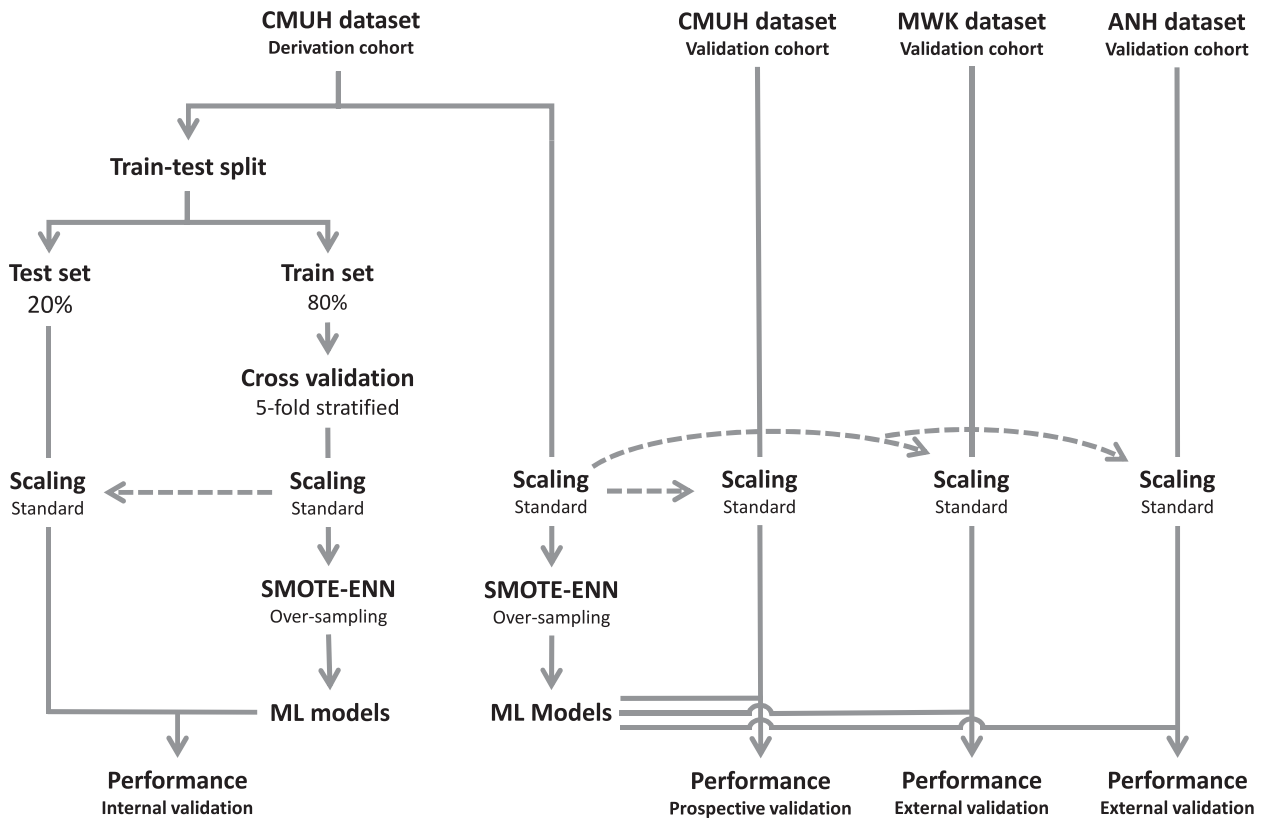 CMUH dataset
Derivation cohort
CMUH dataset
Validation cohort
MWK dataset
Validation cohort
ANH dataset
Validation cohort
Train-test split
Test set
20%
Train set
80%
Cross validation
5-fold stratified
Scaling
Standard
Scaling
Standard
Scaling
Standard
Scaling
Standard
Scaling
Standard
Scaling
Standard
SMOTE-ENN
Over-sampling
SMOTE-ENN
Over-sampling
ML models
ML Models
Performance
Internal validation
Performance
Prospective validation
Performance
External validation
Performance
External validation